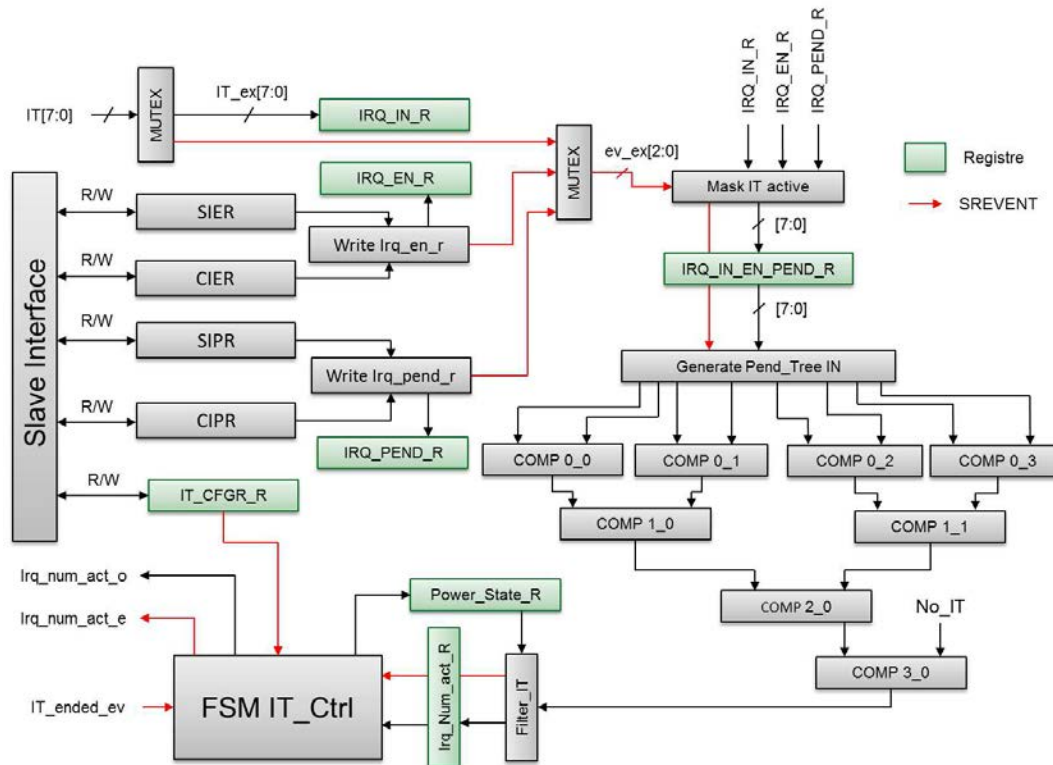 IRQ_IN_R
IRQ_EN_R
IRQ_PEND_R
IT[7:0]
MUTEX
IT_ex[7:0]
IRQ_IN_R
MUTEX
ev_ex[2:0]
Mask IT active
Registre
SREVENT
Slave Interface
R/W
SIER
IRQ_EN_R
Write Irq_en_r
[7:0]
R/W
CIER
IRQ_IN_EN_PEND_R
[7:0]
R/W
SIPR
Write Irq_pend_r
Generate Pend_Tree IN
R/W
CIPR
IRQ_PEND_R
COMP 0_0
COMP 0_1
COMP 0_2
COMP 0_3
R/W
IT_CFGR_R
COMP 1_0
COMP 1_1
Irq_num_act_o
Power_State_R
COMP 2_0
No_IT
Irq_num_act_e
Irq_Num_act_R
Filter_IT
COMP 3_0
IT_ended_ev
FSM IT_Ctrl